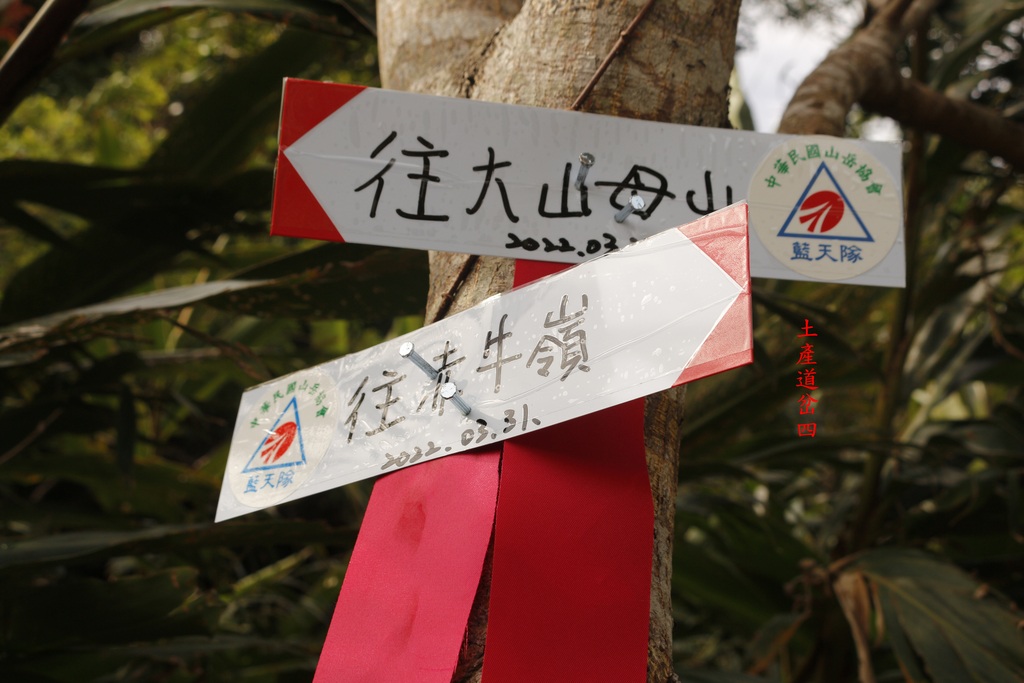 往大山母山
2022.03.
中華民國山岳協會
藍天隊
往赤牛嶺
2022.03.31.
中華民國山岳協會
藍天隊
土產道岔四